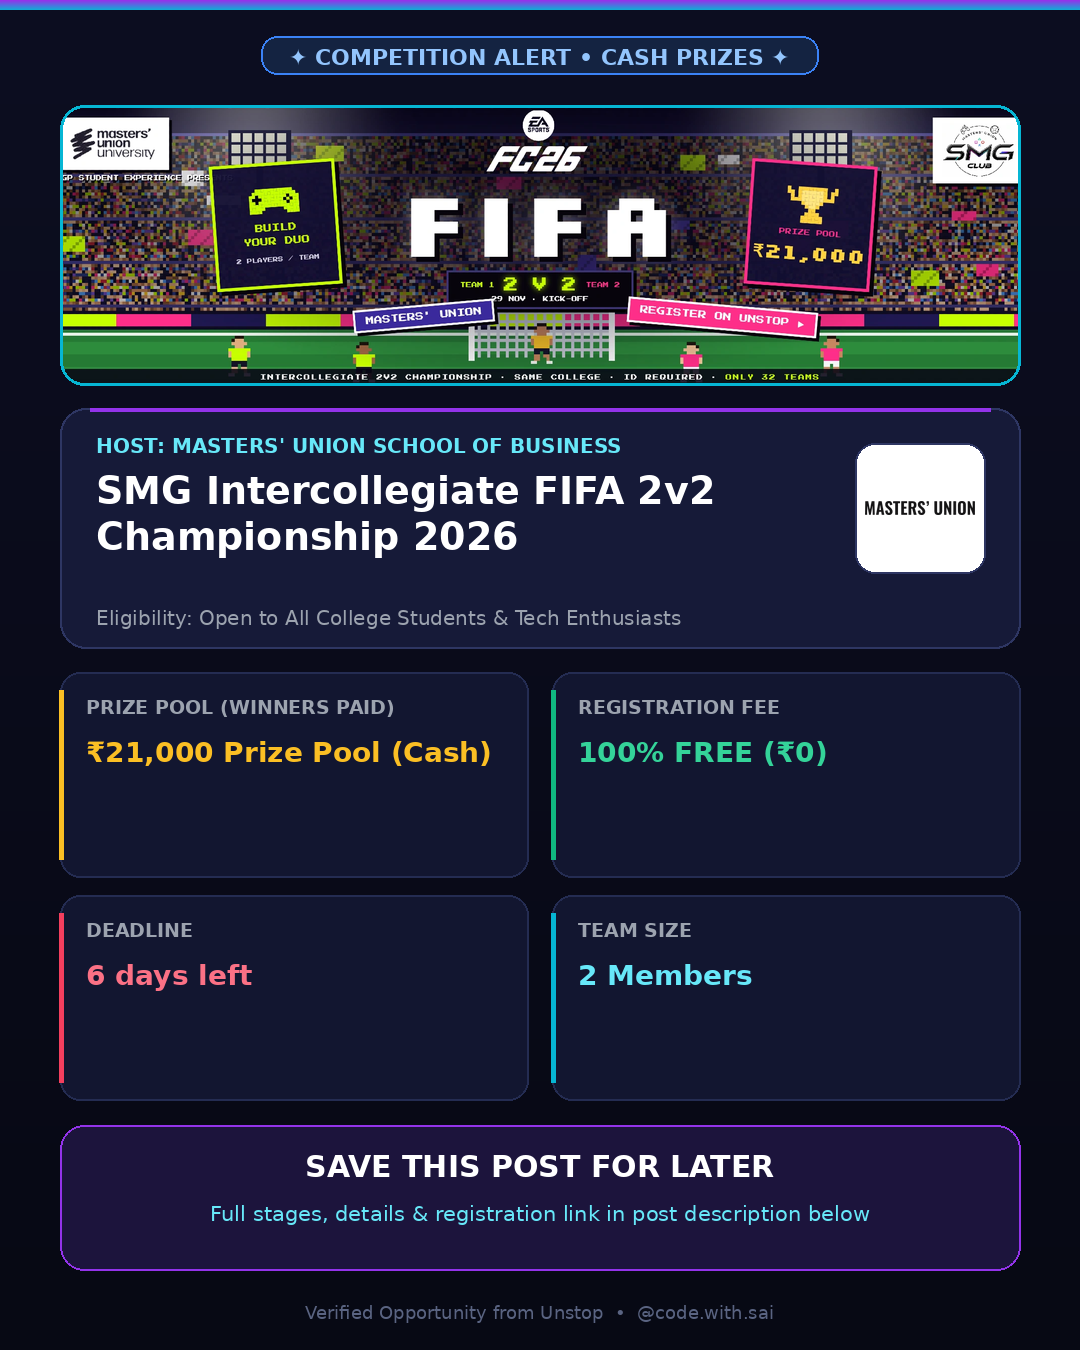 ✦ COMPETITION ALERT • CASH PRIZES ✦
masters'
union
university
SMG
CLUB
EA
SPORTS
FC26
FIFA
BUILD
YOUR DUO
2 PLAYERS / TEAM
PRIZE POOL
₹21,000
TEAM 1 2 V 2 TEAM 2
29 NOV · KICK-OFF
MASTERS' UNION
REGISTER ON UNSTOP ▸
INTERCOLLEGIATE 2V2 CHAMPIONSHIP · SAME COLLEGE · ID REQUIRED · ONLY 32 TEAMS
HOST: MASTERS' UNION SCHOOL OF BUSINESS
SMG Intercollegiate FIFA 2v2
Championship 2026
MASTERS' UNION
Eligibility: Open to All College Students & Tech Enthusiasts
PRIZE POOL (WINNERS PAID)
₹21,000 Prize Pool (Cash)
REGISTRATION FEE
100% FREE (₹0)
DEADLINE
6 days left
TEAM SIZE
2 Members
SAVE THIS POST FOR LATER
Full stages, details & registration link in post description below
Verified Opportunity from Unstop • @code.with.sai